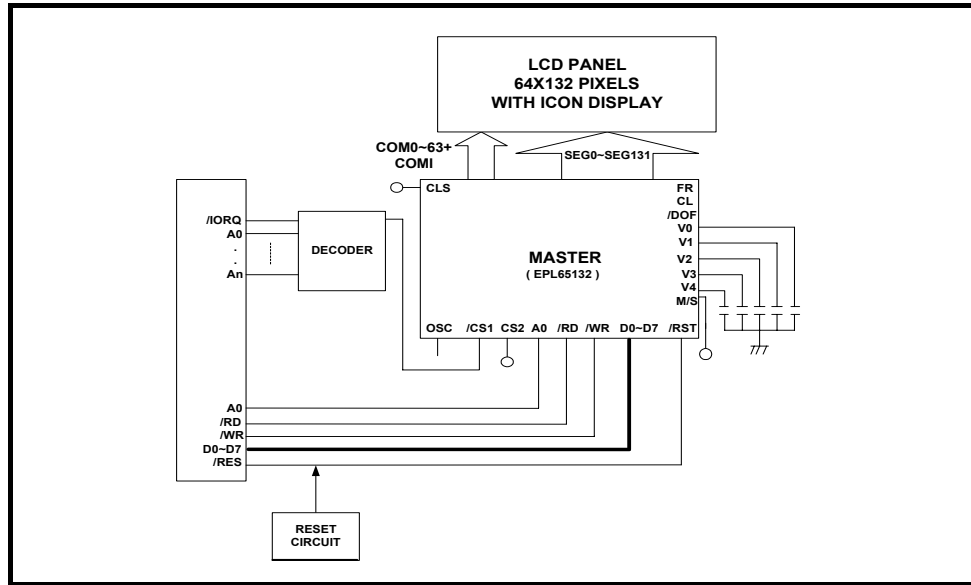 LCD PANEL
64X132 PIXELS
WITH ICON DISPLAY
COM0~63+
COMI
SEG0~SEG131
CLS
FR
CL
/DOF
V0
V1
V2
V3
V4
M/S
MASTER
( EPL65132 )
OSC /CS1 CS2 A0 /RD /WR D0~D7 /RST
/IORQ
A0
.
.
An
DECODER
A0
/RD
/WR
D0~D7
/RES
RESET
CIRCUIT